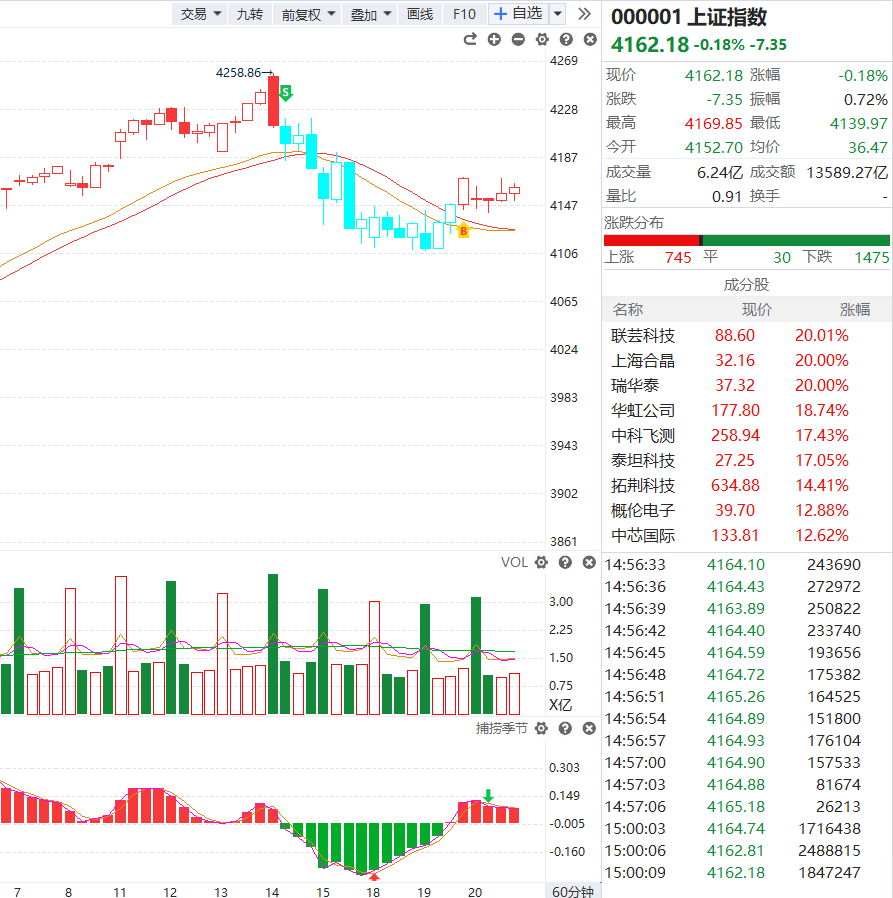 交易 九转 前复权 叠加 画线 F10 自选
000001 上证指数
4162.18 -0.18% -7.35
现价 4162.18 涨幅 -0.18%
涨跌 -7.35 振幅 0.72%
最高 4169.85 最低 4139.97
今开 4152.70 均价 36.47
成交量 6.24亿 成交额 13589.27亿
量比 0.91 换手 -
涨跌分布
上涨 745 平 30 下跌 1475
成分股
名称 现价 涨幅
联芸科技 88.60 20.01%
上海合晶 32.16 20.00%
瑞华泰 37.32 20.00%
华虹公司 177.80 18.74%
中科飞测 258.94 17.43%
泰坦科技 27.25 17.05%
拓荆科技 634.88 14.41%
概伦电子 39.70 12.88%
中芯国际 133.81 12.62%
14:56:33 4164.10 243690
14:56:36 4164.43 272972
14:56:39 4163.89 250822
14:56:42 4164.40 233740
14:56:45 4164.59 193656
14:56:48 4164.72 175382
14:56:51 4165.26 164525
14:56:54 4164.89 151800
14:56:57 4164.93 176104
14:57:00 4164.90 157533
14:57:03 4164.88 81674
14:57:06 4165.18 26213
15:00:03 4164.74 1716438
15:00:06 4162.81 2488815
15:00:09 4162.18 1847247
4258.86→
S
B
4269
4228
4187
4147
4106
4065
4024
3983
3943
3902
3861
VOL
3.00
2.25
1.50
0.75
X亿
捕捞季节
0.303
0.149
-0.005
-0.160
7 8 11 12 13 14 15 18 19 20 60分钟